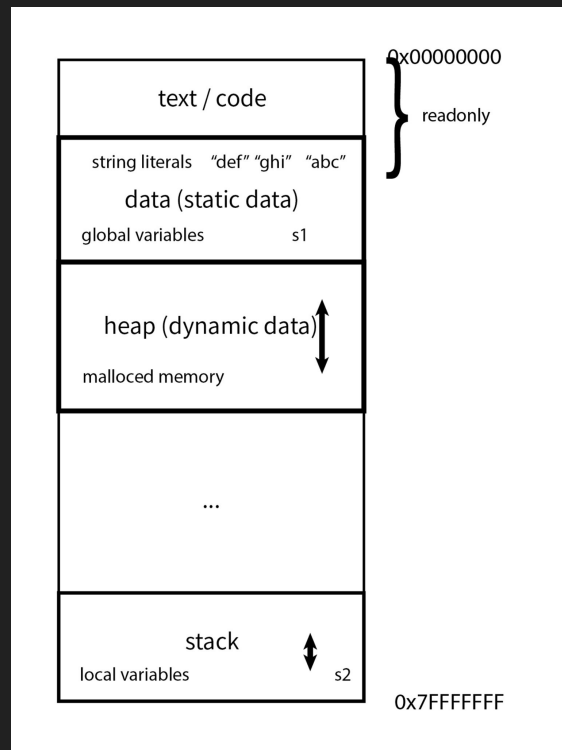 0x00000000
text / code
readonly
string literals “def” “ghi” “abc”
data (static data)
global variables s1
heap (dynamic data)
malloced memory
...
stack
local variables s2
0x7FFFFFFF